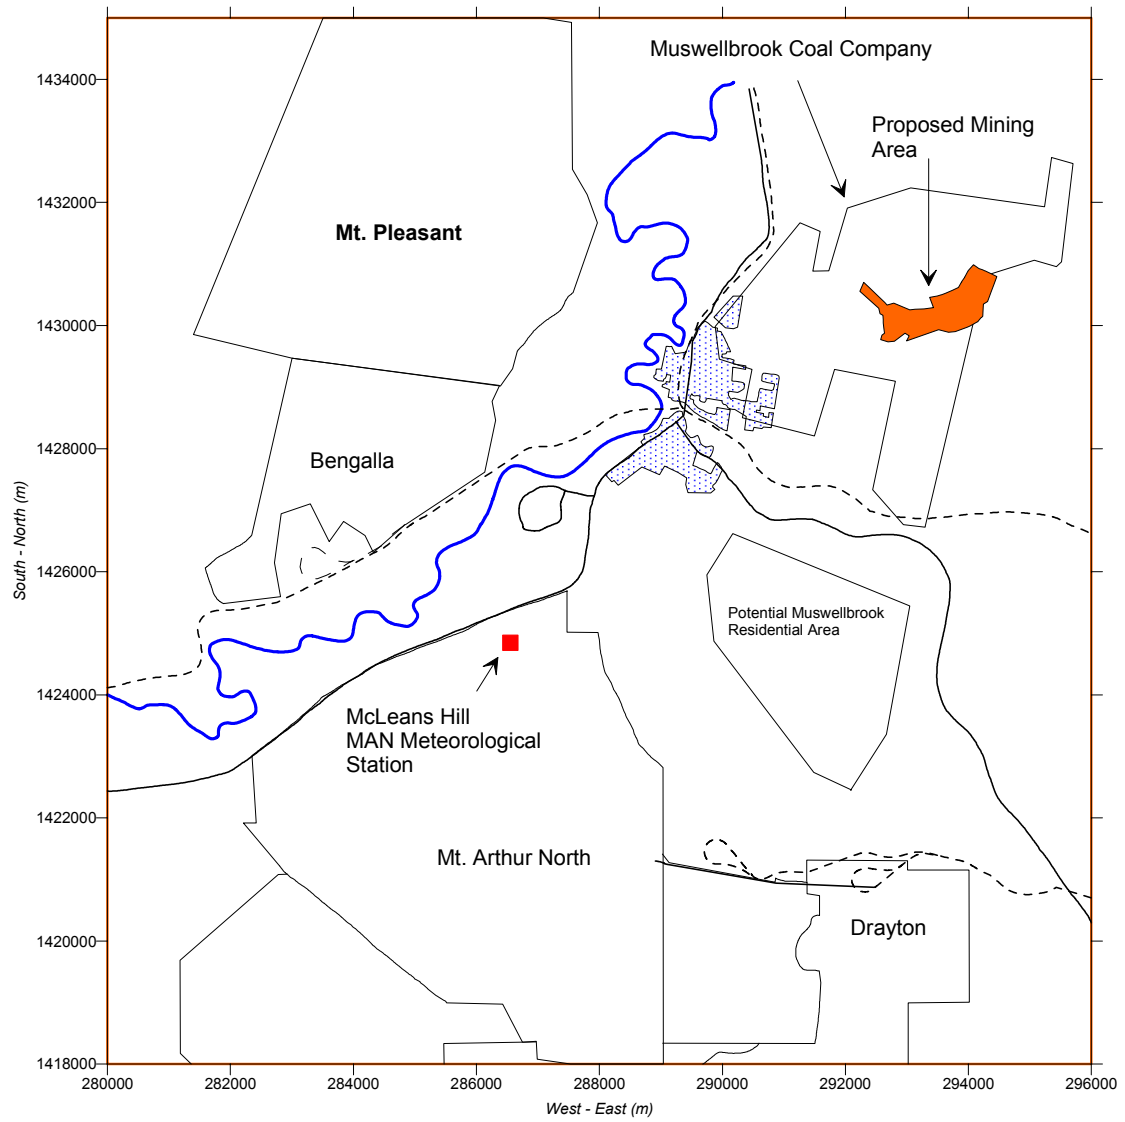 Muswellbrook Coal Company
1434000
Proposed Mining
Area
1432000
Mt. Pleasant
1430000
1428000
Bengalla
South - North (m)
1426000
Potential Muswellbrook
Residential Area
1424000
McLeans Hill
MAN Meteorological
Station
1422000
Mt. Arthur North
Drayton
1420000
1418000
280000 282000 284000 286000 288000 290000 292000 294000 296000
West - East (m)